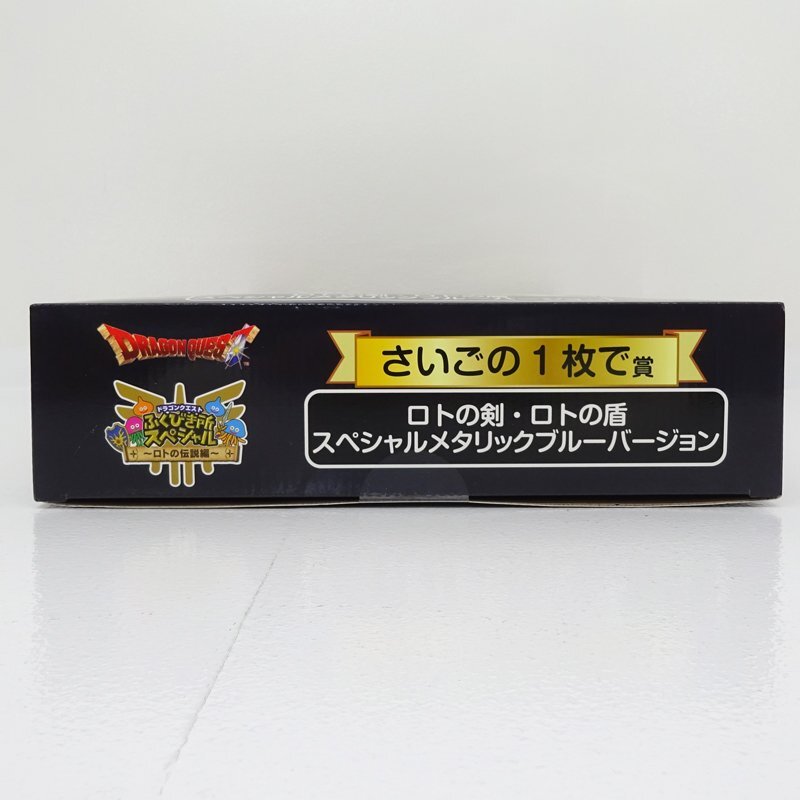 DRAGON QUEST
TM
ドラゴンクエスト
ふくびき所
スペシャル
～ロトの伝説編～
さいごの1枚で賞
ロトの剣・ロトの盾
スペシャルメタリックブルーバージョン